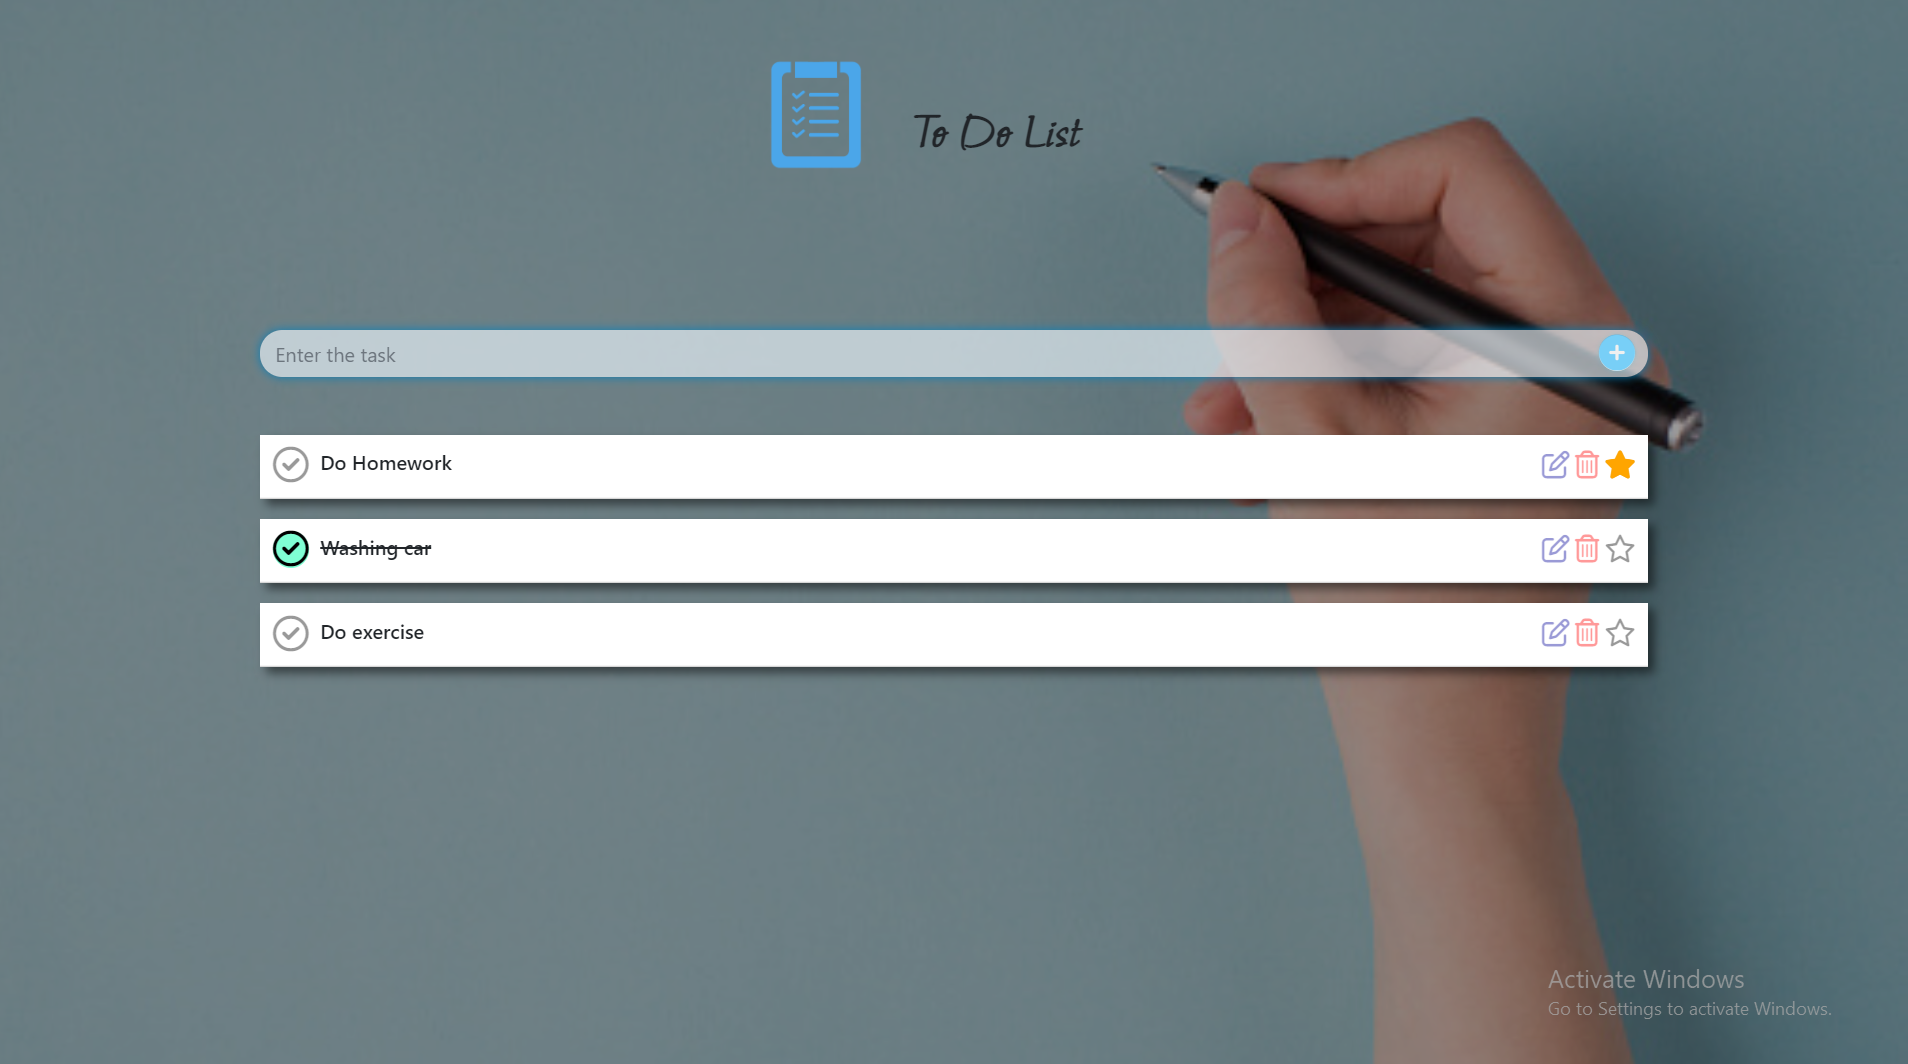 To Do List
Enter the task
Do Homework
Washing car
Do exercise
Activate Windows
Go to Settings to activate Windows.